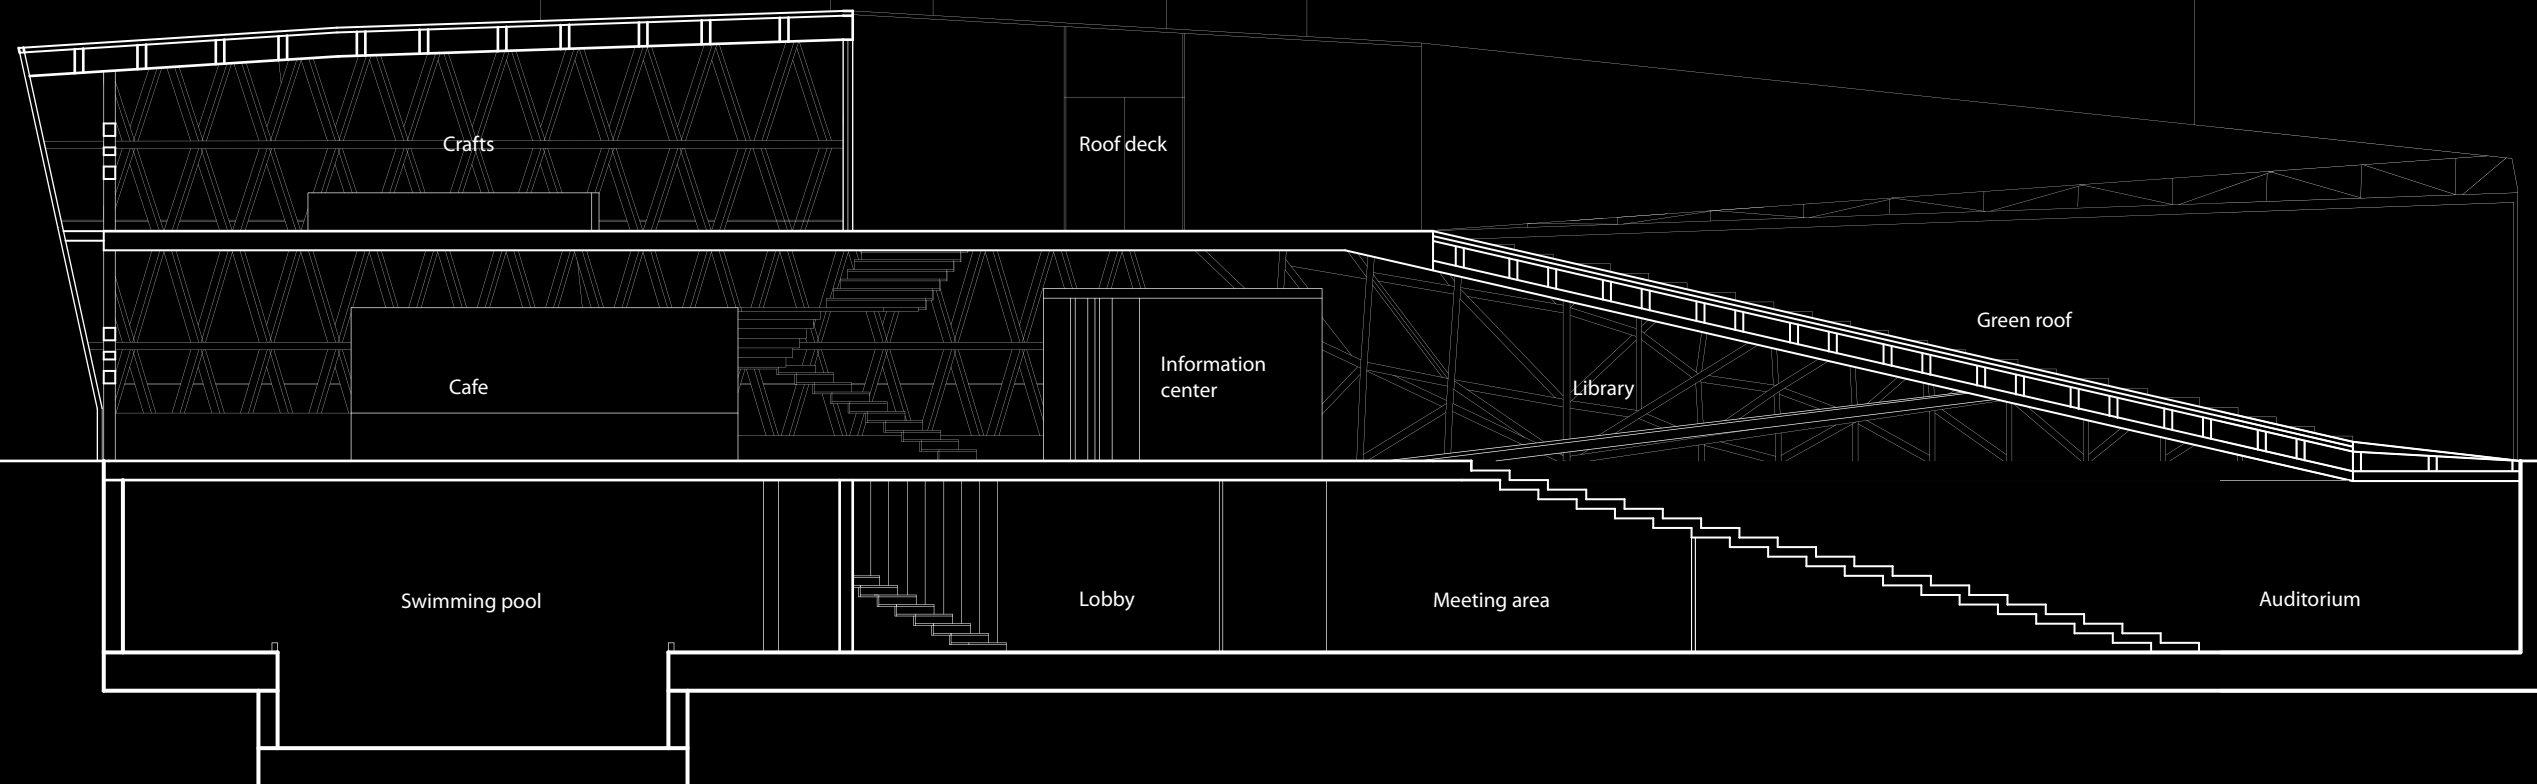 Crafts
Roof deck
Green roof
Cafe
Information
center
Library
Swimming pool
Lobby
Meeting area
Auditorium